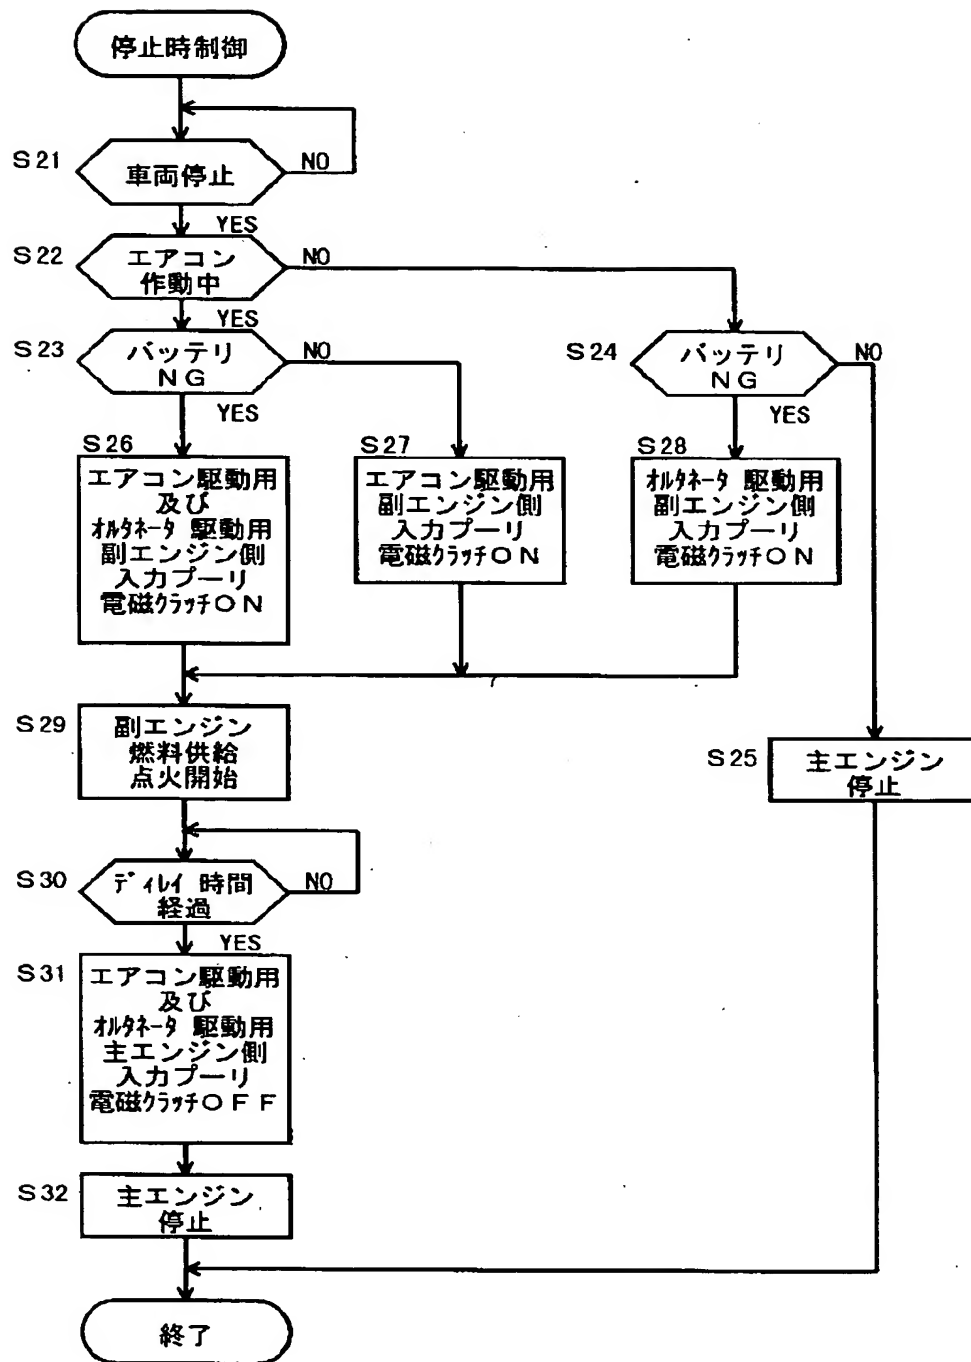 停止時制御
S21
車両停止
NO
YES
S22
エアコン
作動中
NO
YES
S23
バッテリ
NG
NO
YES
S24
バッテリ
NG
NO
YES
S26
エアコン駆動用
及び
オルタネータ 駆動用
副エンジン側
入力プーリ
電磁クラッチON
S27
エアコン駆動用
副エンジン側
入力プーリ
電磁クラッチON
S28
オルタネータ 駆動用
副エンジン側
入力プーリ
電磁クラッチON
S29
副エンジン
燃料供給
点火開始
S25
主エンジン
停止
S30
ディレイ 時間
経過
NO
YES
S31
エアコン駆動用
及び
オルタネータ 駆動用
主エンジン側
入力プーリ
電磁クラッチOFF
S32
主エンジン
停止
終了